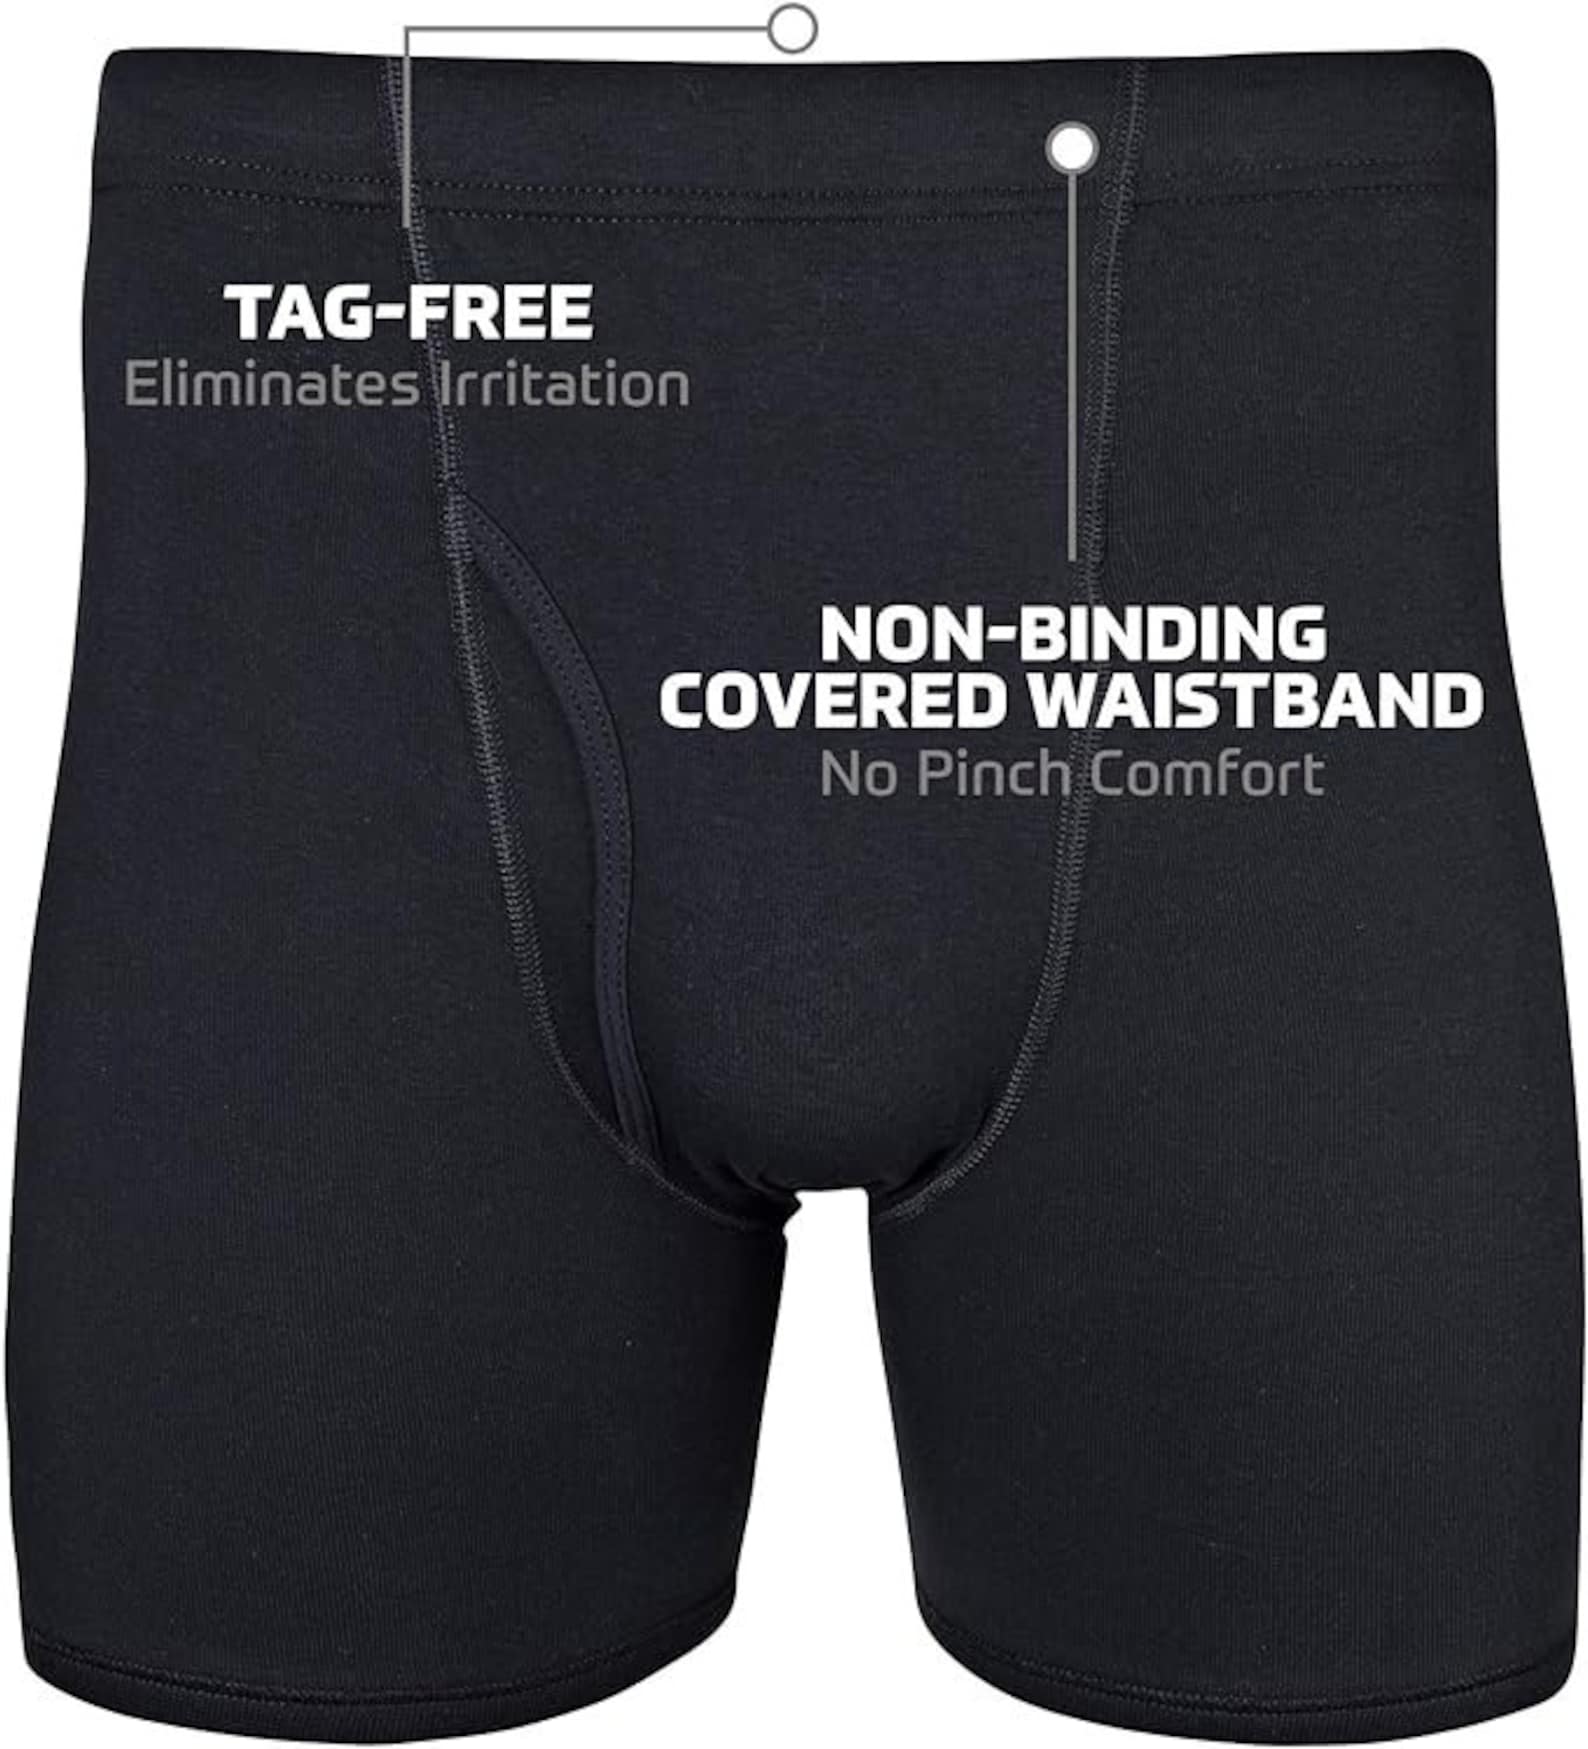 TAG-FREE
Eliminates Irritation
NON-BINDING
COVERED WAISTBAND
No Pinch Comfort